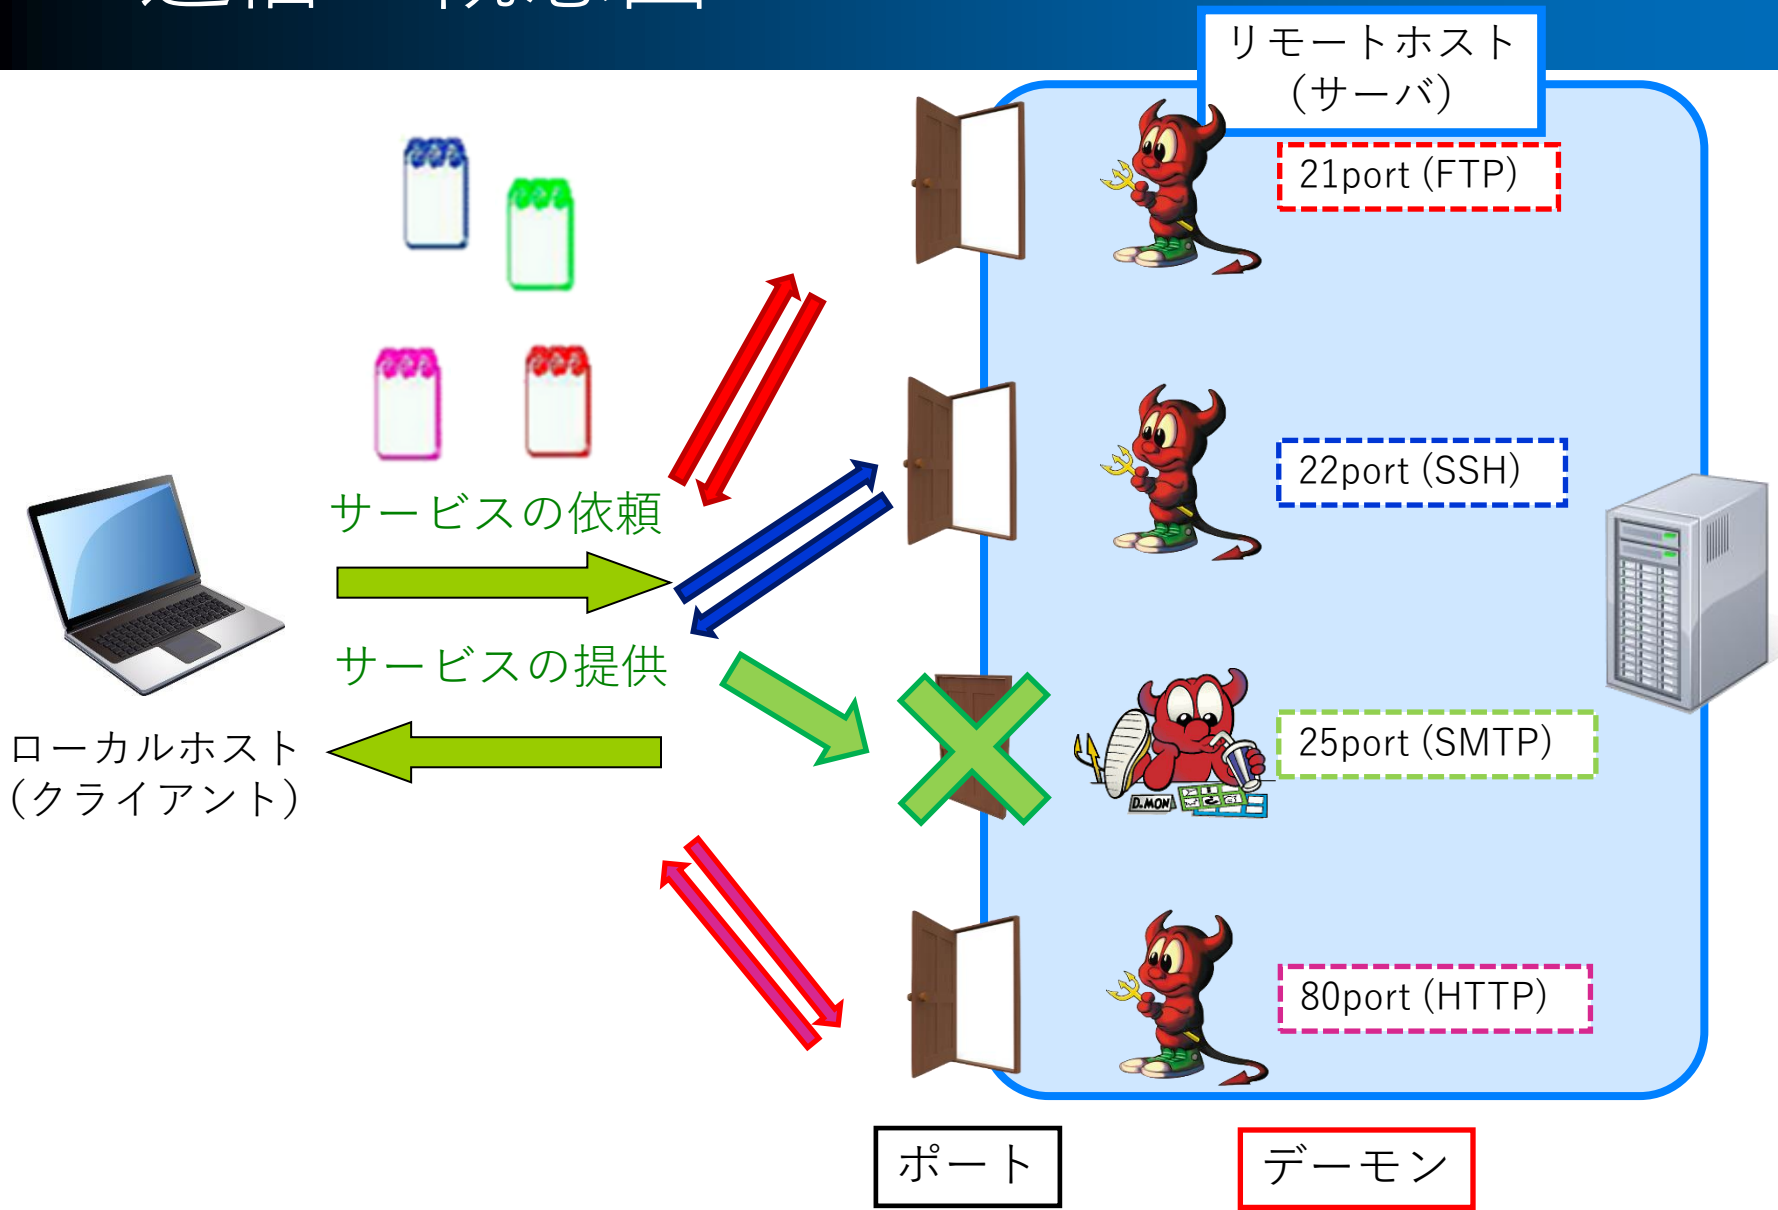 リモートホスト
(サーバ)
21port (FTP)
22port (SSH)
サービスの依頼
サービスの提供
ローカルホスト
(クライアント)
25port (SMTP)
D.MON
80port (HTTP)
ポート
デーモン